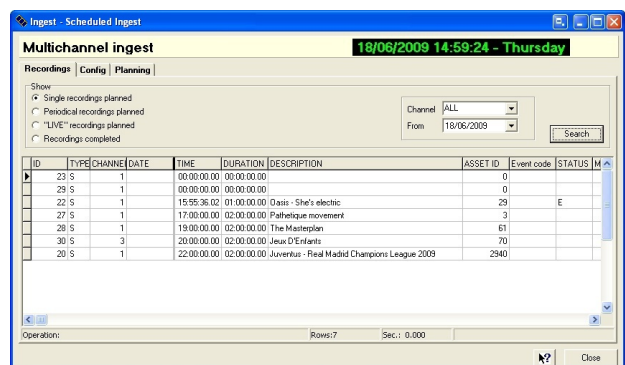 Ingest - Scheduled Ingest
Multichannel ingest 18/06/2009 14:59:24 - Thursday
Recordings Config Planning
Show
Single recordings planned
Periodical recordings planned
"LIVE" recordings planned
Recordings completed
Channel ALL
From 18/06/2009
Search
ID TYPE CHANNEL DATE TIME DURATION DESCRIPTION ASSET ID Event code STATUS M
23 S 1 00:00:00.00 00:00:00.00 0
29 S 1 00:00:00.00 00:00:00.00 0
22 S 1 15:55:36.02 01:00:00.00 Oasis - She's electric 29 E
27 S 1 17:00:00.00 02:00:00.00 Pathetique movement 3
28 S 1 19:00:00.00 02:00:00.00 The Masterplan 61
30 S 3 20:00:00.00 02:00:00.00 Jeux D'Enfants 70
20 S 1 22:00:00.00 02:00:00.00 Juventus - Real Madrid Champions League 2009 2940
Operation: Rows:7 Sec.: 0.000
Close